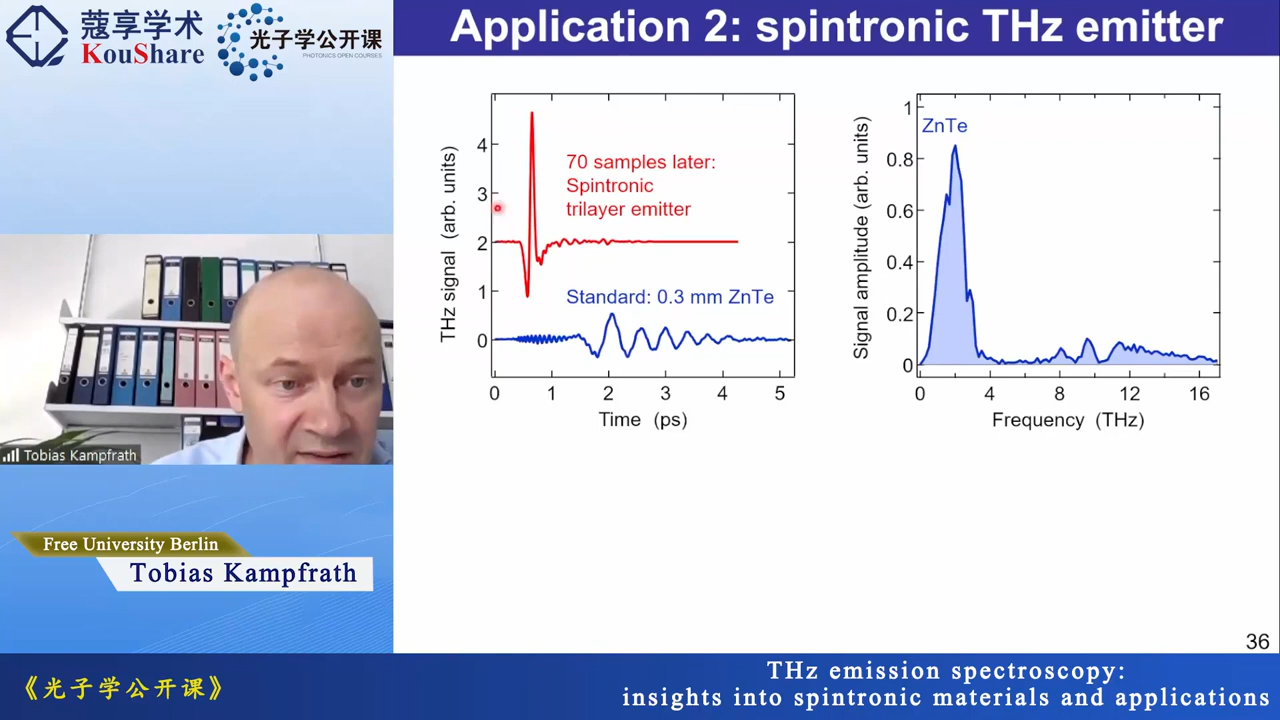 蔻享学术
KouShare
光子学公开课
PHOTONICS OPEN COURSES
Application 2: spintronic THz emitter
THz signal (arb. units)
4
3
2
1
0
70 samples later:
Spintronic
trilayer emitter
Standard: 0.3 mm ZnTe
0 1 2 3 4 5
Time (ps)
Signal amplitude (arb. units)
1
0.8
0.6
0.4
0.2
0
ZnTe
0 4 8 12 16
Frequency (THz)
Tobias Kampfrath
Free University Berlin
Tobias Kampfrath
36
《光子学公开课》
THz emission spectroscopy:
insights into spintronic materials and applications